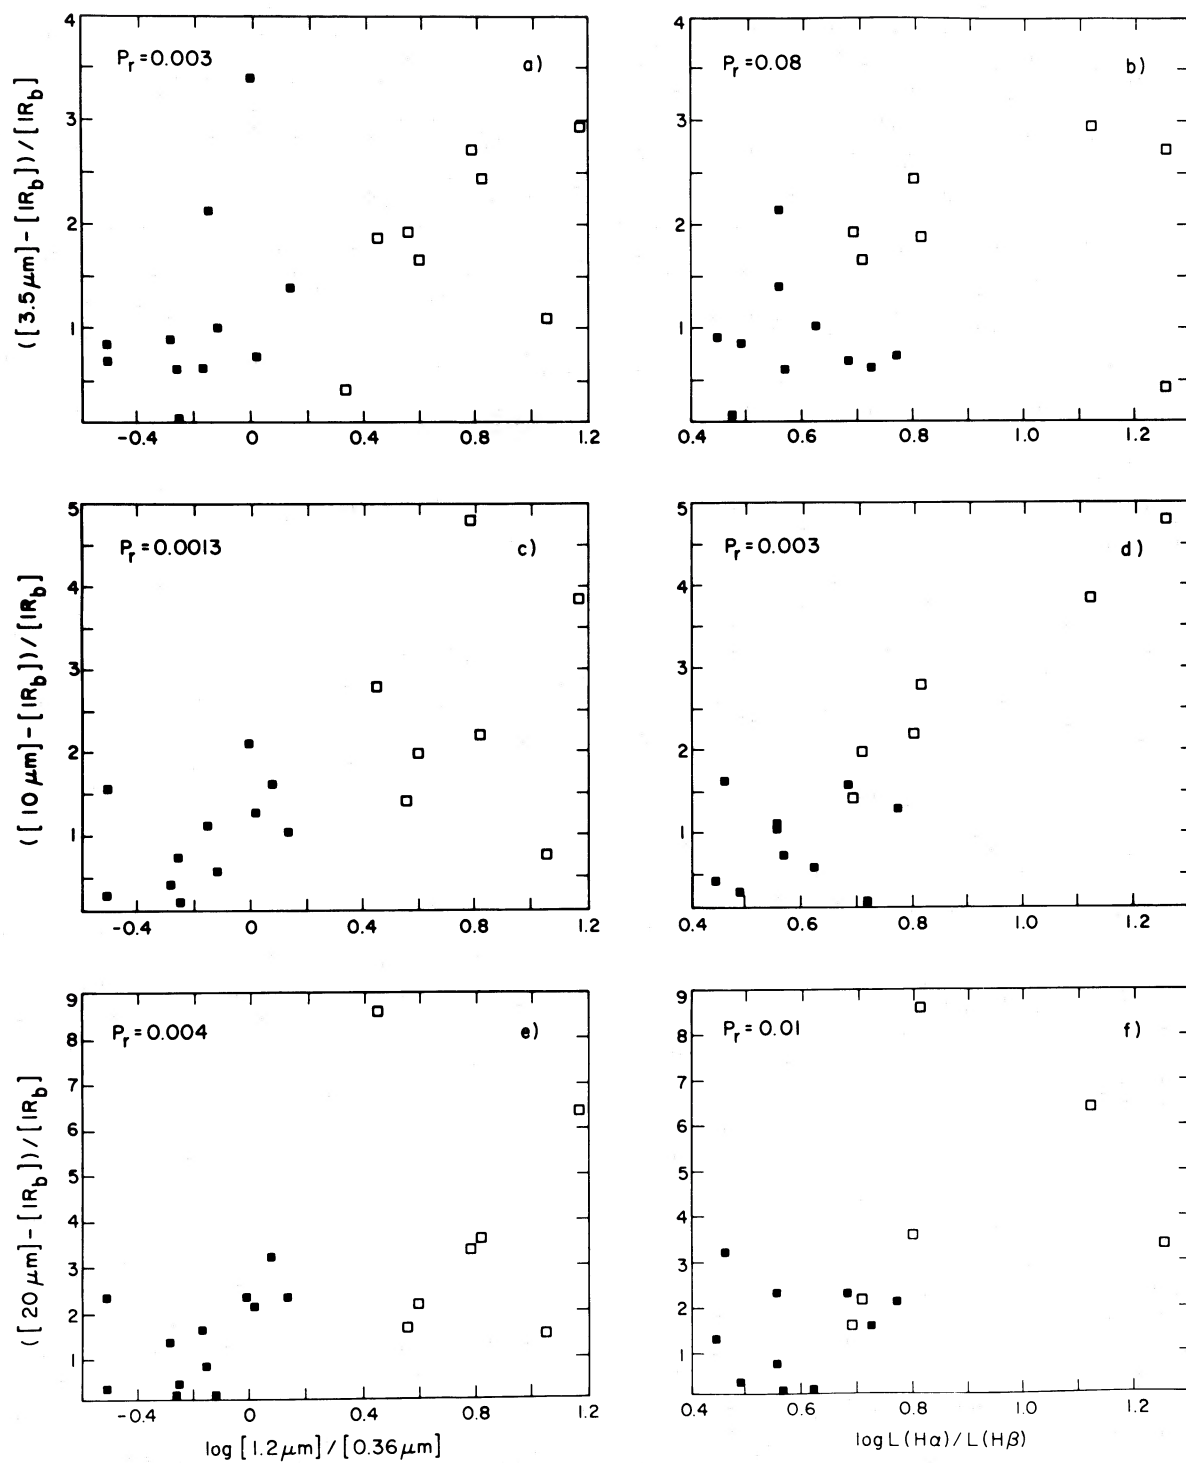 4
3
2
1
([3.5μm]-[IR_b])/[IR_b]
P_r=0.003
a)
-0.4 0 0.4 0.8 1.2
4
3
2
1
P_r=0.08
b)
0.4 0.6 0.8 1.0 1.2
5
4
3
2
1
([10 μm]-[IR_b])/[IR_b]
P_r=0.0013
c)
-0.4 0 0.4 0.8 1.2
5
4
3
2
1
P_r=0.003
d)
0.4 0.6 0.8 1.0 1.2
9
8
7
6
5
4
3
2
1
([20 μm]-[IR_b])/[IR_b]
P_r=0.004
e)
-0.4 0 0.4 0.8 1.2
log [1.2 μm]/[0.36 μm]
9
8
7
6
5
4
3
2
1
P_r=0.01
f)
0.4 0.6 0.8 1.0 1.2
log L(Hα)/L(Hβ)